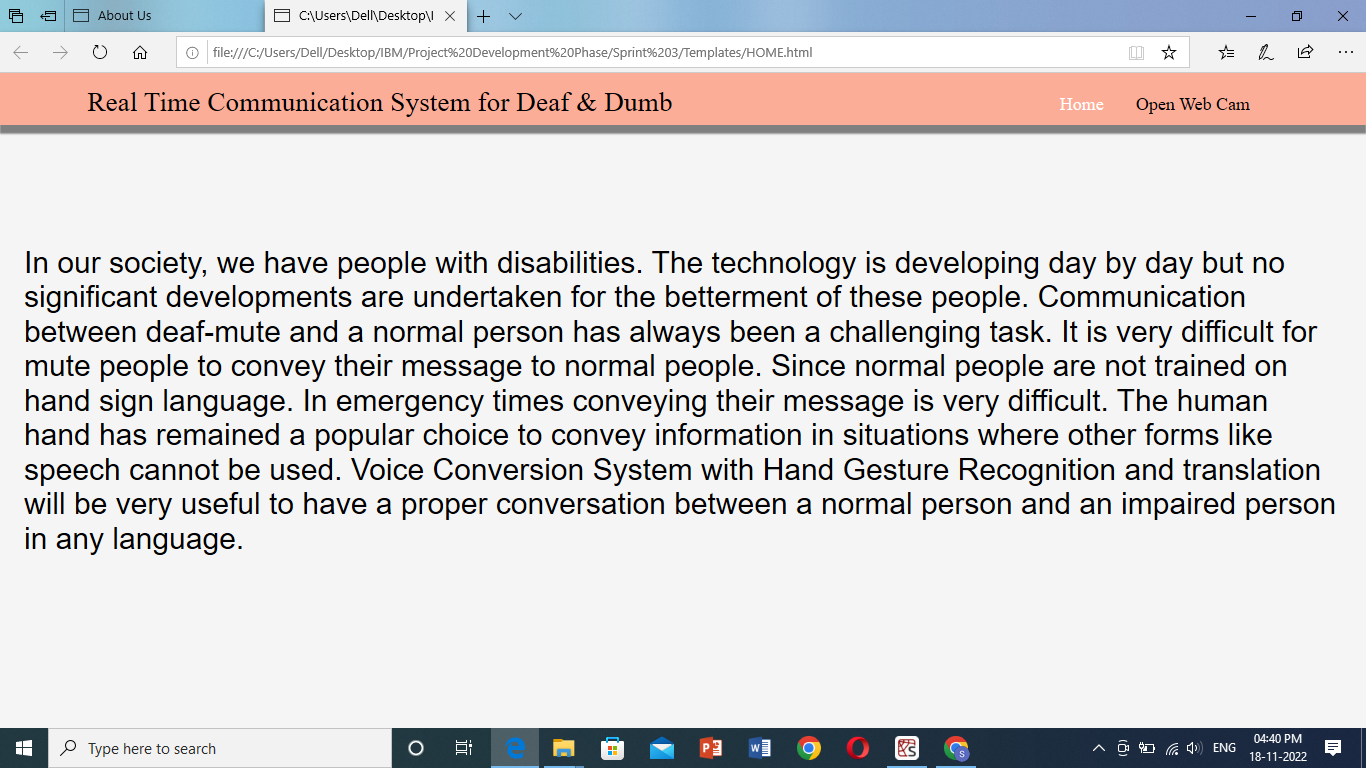 About Us
C:\Users\Dell\Desktop\I
file:///C:/Users/Dell/Desktop/IBM/Project%20Development%20Phase/Sprint%203/Templates/HOME.html
Real Time Communication System for Deaf & Dumb
Home
Open Web Cam
In our society, we have people with disabilities. The technology is developing day by day but no
significant developments are undertaken for the betterment of these people. Communication
between deaf-mute and a normal person has always been a challenging task. It is very difficult for
mute people to convey their message to normal people. Since normal people are not trained on
hand sign language. In emergency times conveying their message is very difficult. The human
hand has remained a popular choice to convey information in situations where other forms like
speech cannot be used. Voice Conversion System with Hand Gesture Recognition and translation
will be very useful to have a proper conversation between a normal person and an impaired person
in any language.
Type here to search
ENG
04:40 PM
18-11-2022